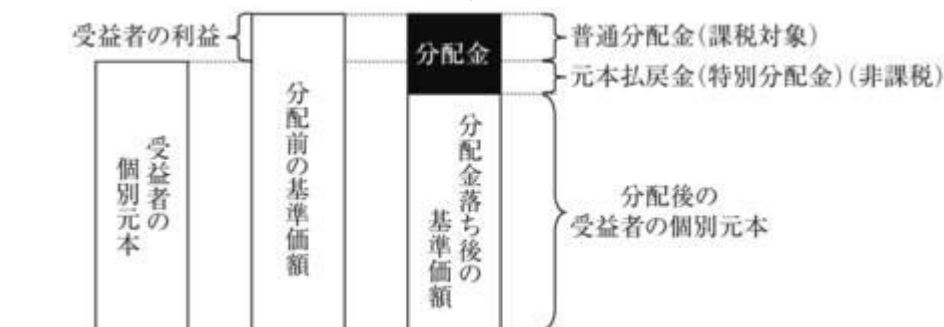 受益者の利益
分配金
普通分配金(課税対象)
元本払戻金(特別分配金)(非課税)
受益者の
個別元本
分配前の基準価額
分配金落ち後の
基準価額
分配後の
受益者の個別元本